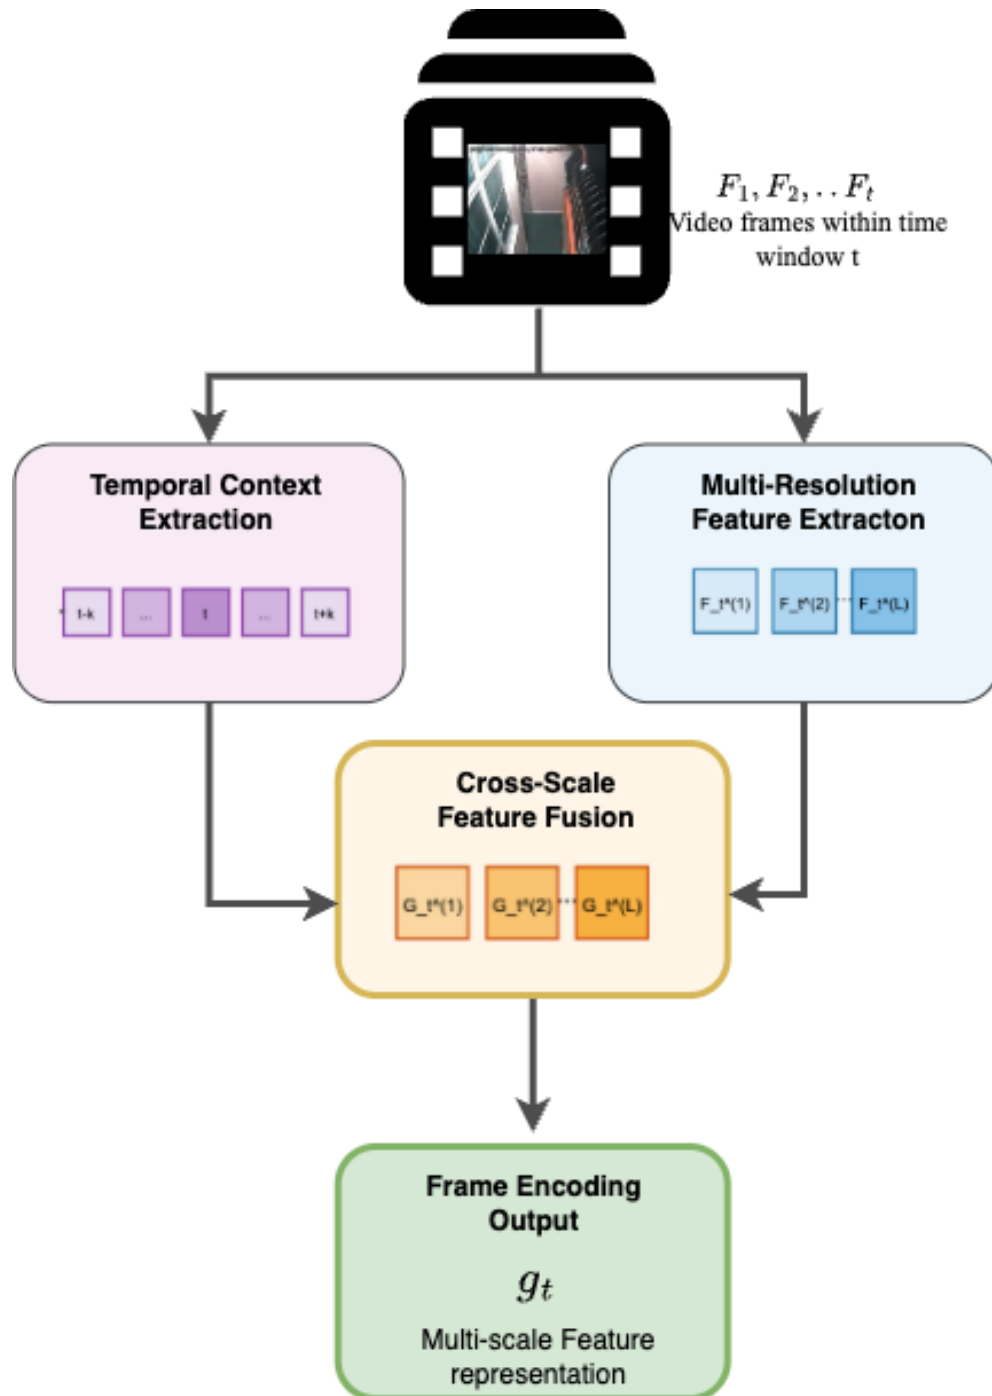 F_1, F_2, . . F_t
Video frames within time
window t
Temporal Context
Extraction
t-k
...
t
...
t+k
Multi-Resolution
Feature Extracton
F_t^(1)
F_t^(2)
...
F_t^(L)
Cross-Scale
Feature Fusion
G_t^(1)
G_t^(2)
...
G_t^(L)
Frame Encoding
Output
g_t
Multi-scale Feature
representation